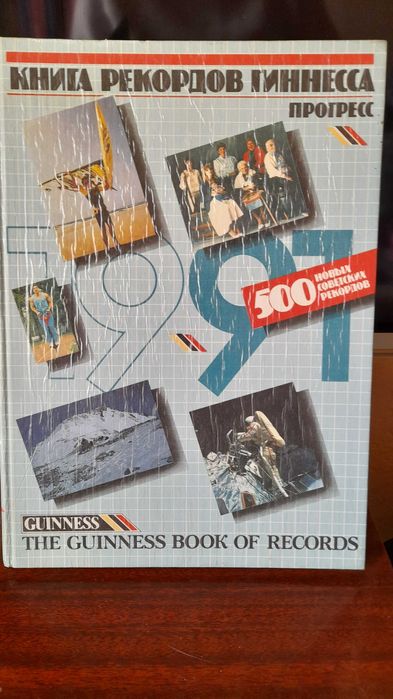 КНИГА РЕКОРДОВ ГИННЕССА
ПРОГРЕСС
1991
500 НОВЫХ
СОВЕТСКИХ
РЕКОРДОВ
GUINNESS
THE GUINNESS BOOK OF RECORDS